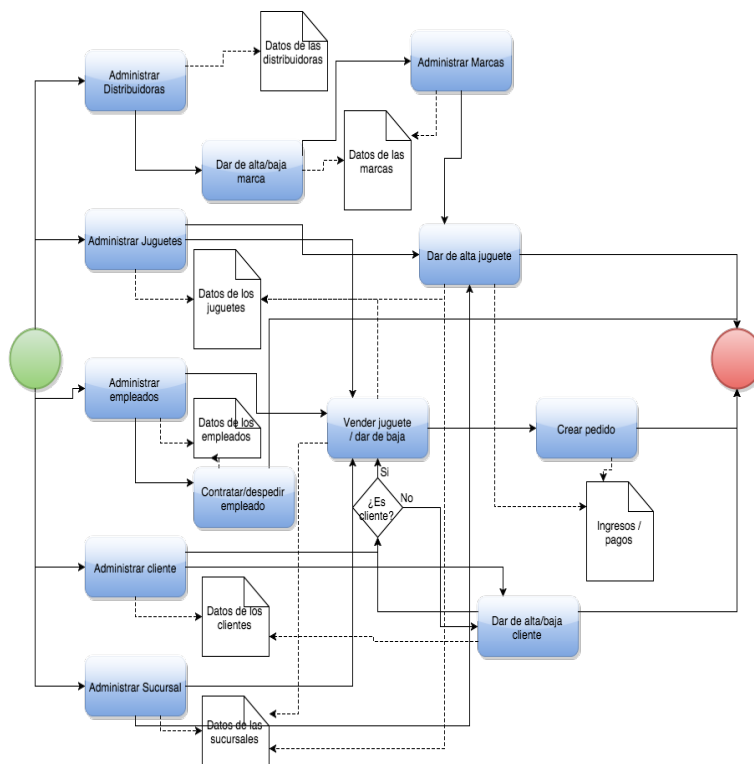 Administrar
Distribuidoras
Datos de las
distribuidoras
Administrar Marcas
Dar de alta/baja
marca
Datos de las
marcas
Administrar Juguetes
Dar de alta juguete
Datos de los
juguetes
Administrar
empleados
Datos de los
empleados
Vender juguete
/ dar de baja
Crear pedido
Contratar/despedir
empleado
Si
¿Es
cliente?
No
Ingresos /
pagos
Administrar cliente
Datos de los
clientes
Dar de alta/baja
cliente
Administrar Sucursal
Datos de las
sucursales